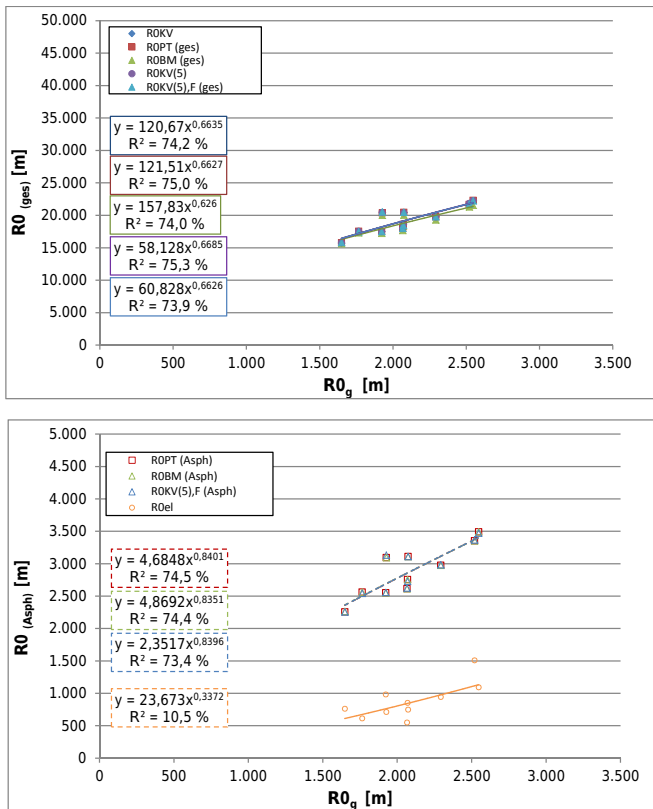 50.000
45.000
40.000
35.000
30.000
25.000
20.000
15.000
10.000
5.000
0
R0 (ges) [m]
R0KV
R0PT (ges)
R0BM (ges)
R0KV(5)
R0KV(5),F (ges)
y = 120,67x^0,6635
R² = 74,2 %
y = 121,51x^0,6627
R² = 75,0 %
y = 157,83x^0,626
R² = 74,0 %
y = 58,128x^0,6685
R² = 75,3 %
y = 60,828x^0,6626
R² = 73,9 %
0 500 1.000 1.500 2.000 2.500 3.000 3.500
R0g [m]
5.000
4.500
4.000
3.500
3.000
2.500
2.000
1.500
1.000
500
0
R0 (Asph) [m]
R0PT (Asph)
R0BM (Asph)
R0KV(5),F (Asph)
R0el
y = 4,6848x^0,8401
R² = 74,5 %
y = 4,8692x^0,8351
R² = 74,4 %
y = 2,3517x^0,8396
R² = 73,4 %
y = 23,673x^0,3372
R² = 10,5 %
0 500 1.000 1.500 2.000 2.500 3.000 3.500
R0g [m]